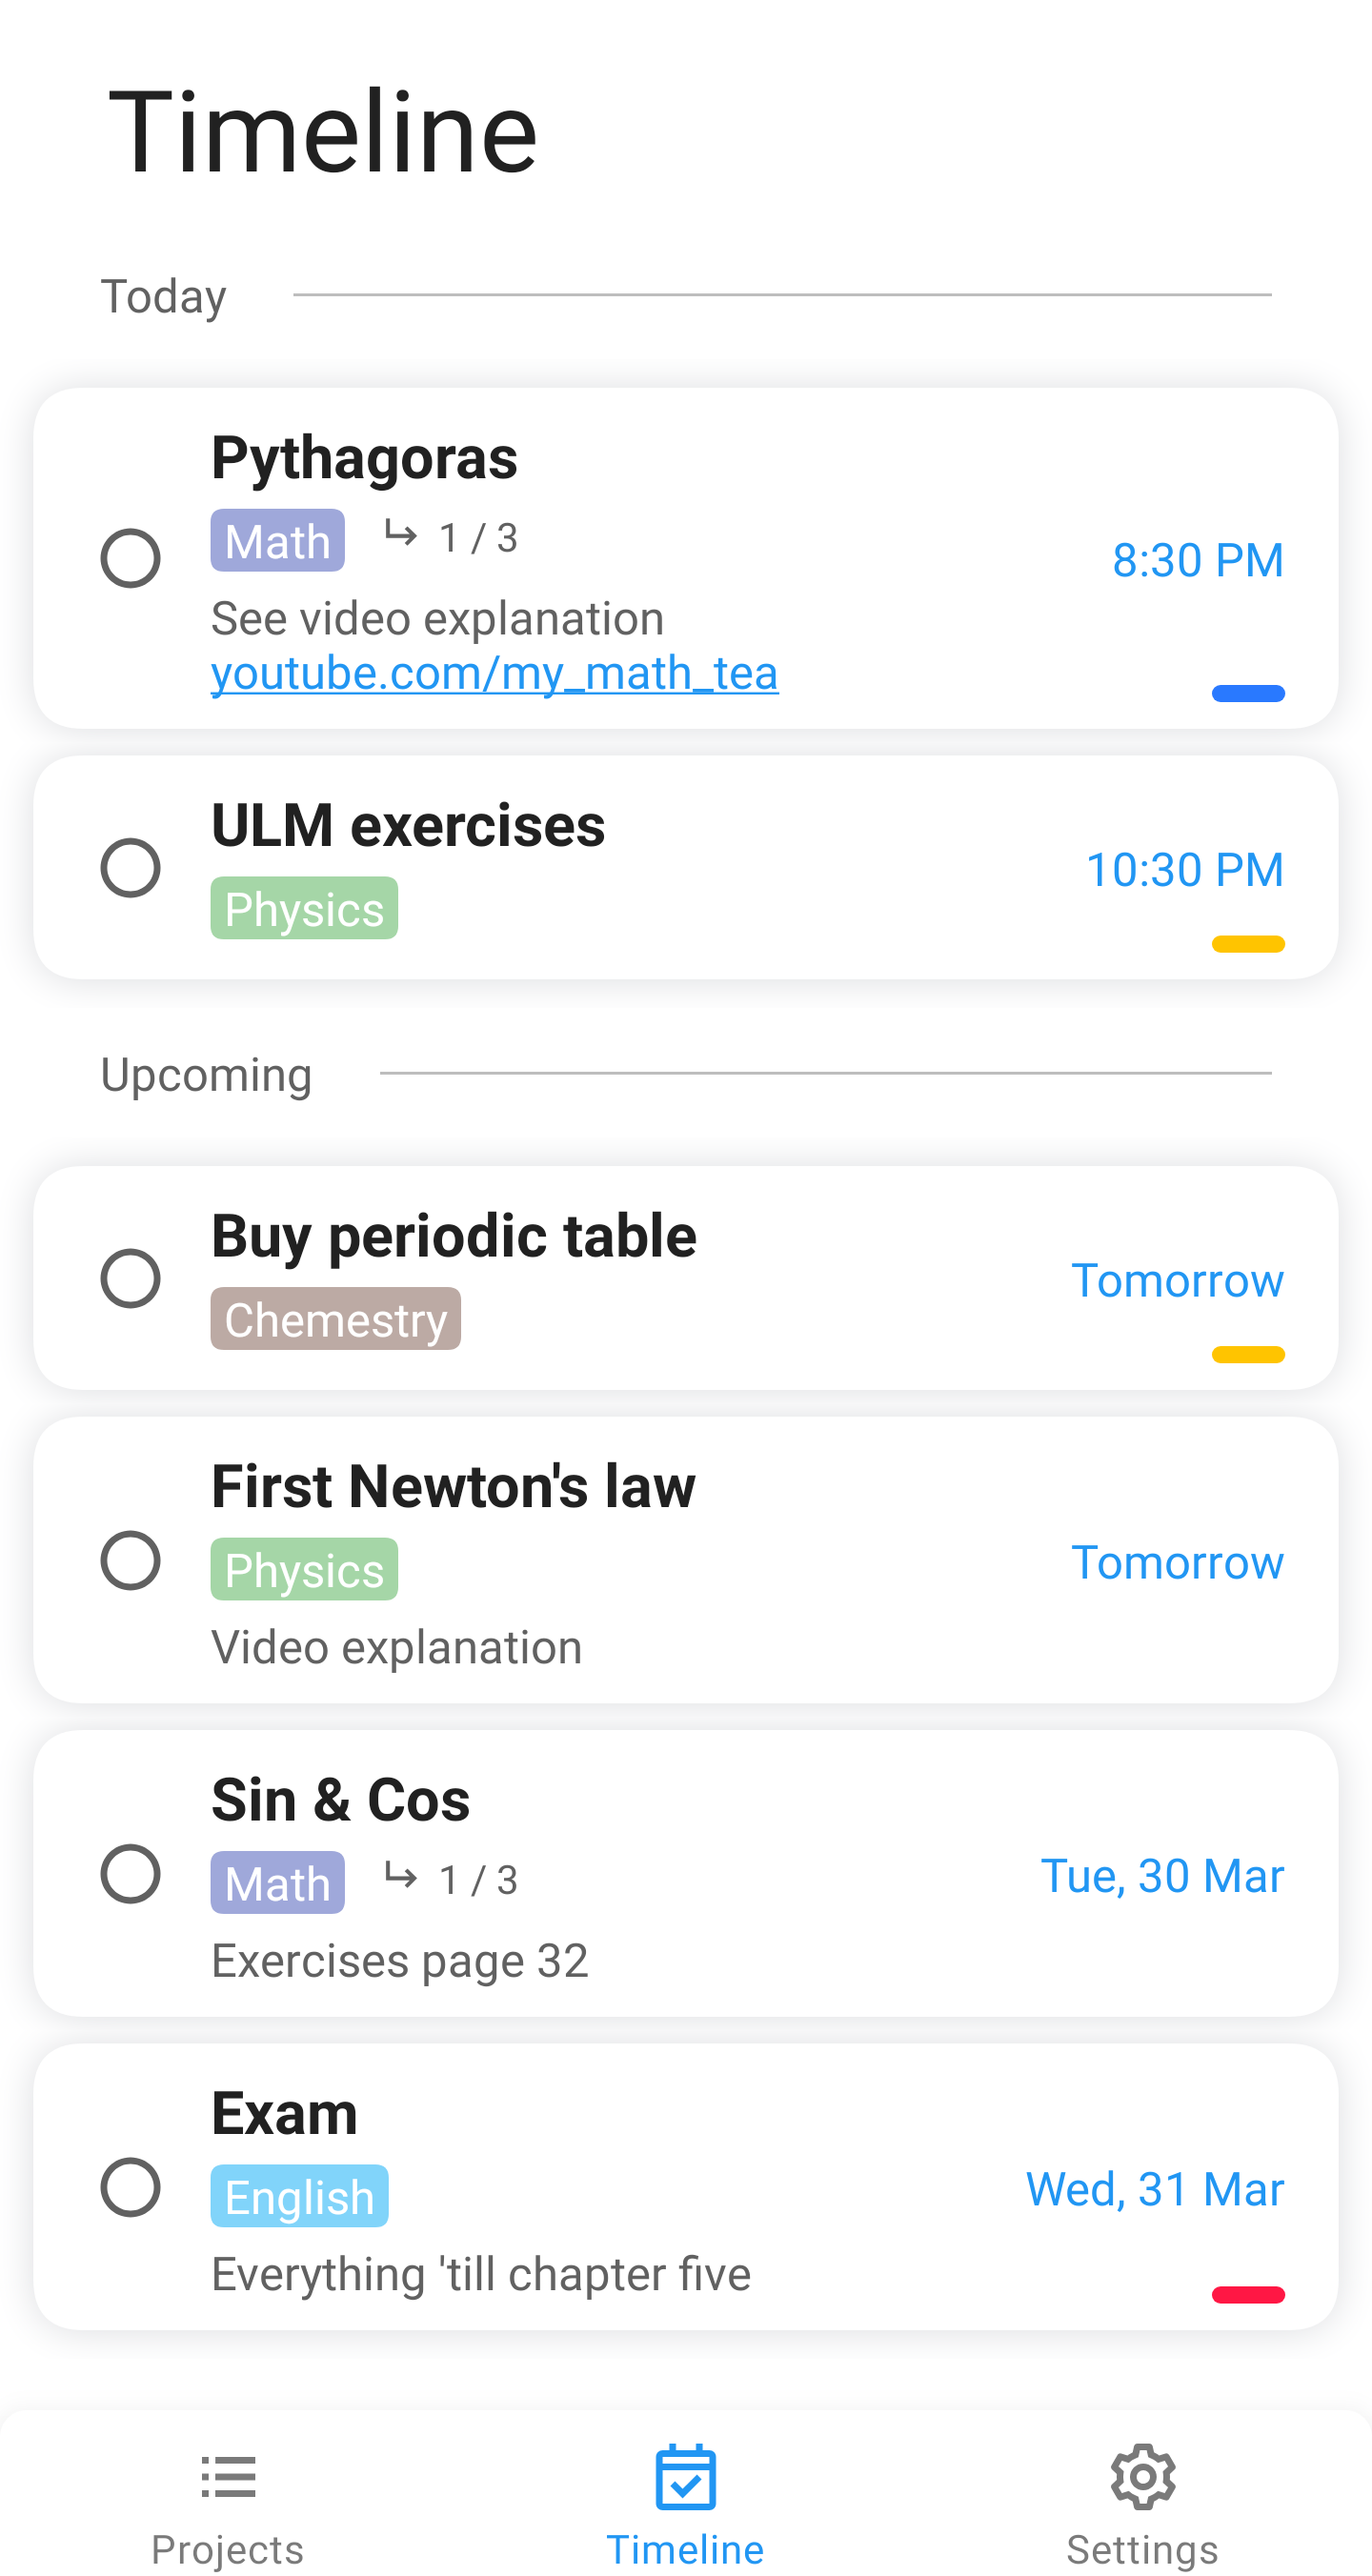 Timeline
Today
Pythagoras
Math 1 / 3
8:30 PM
See video explanation
youtube.com/my_math_tea
ULM exercises
10:30 PM
Physics
Upcoming
Buy periodic table
Tomorrow
Chemestry
First Newton's law
Physics
Tomorrow
Video explanation
Sin & Cos
Math 1 / 3
Tue, 30 Mar
Exercises page 32
Exam
English
Wed, 31 Mar
Everything 'till chapter five
Projects Timeline Settings